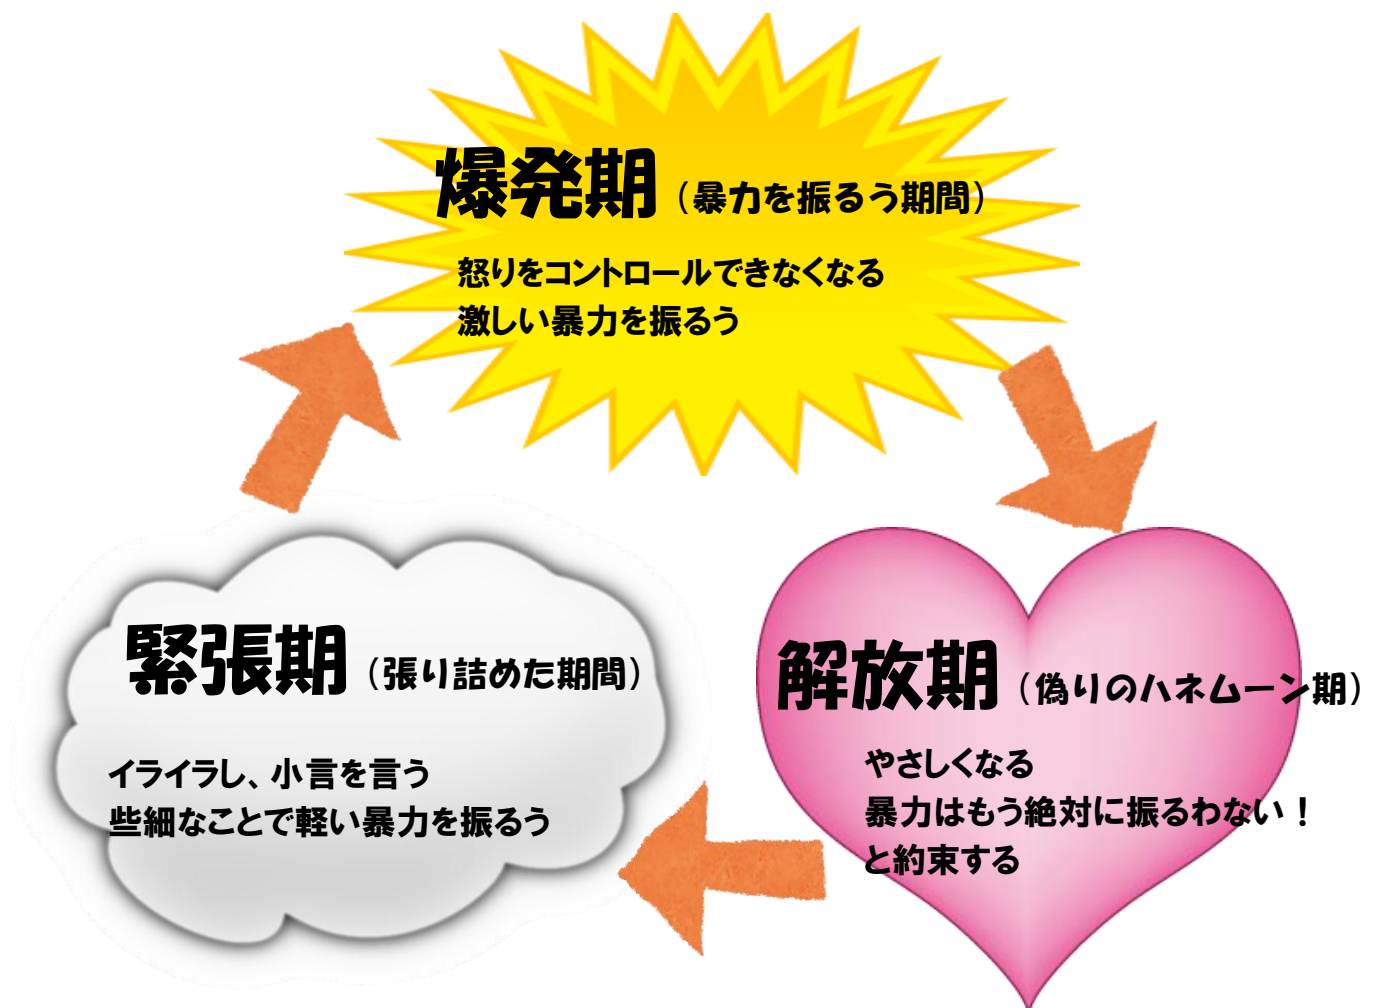 爆発期（暴力を振るう期間）
怒りをコントロールできなくなる
激しい暴力を振るう
緊張期（張り詰めた期間）
イライラし、小言を言う
些細なことで軽い暴力を振るう
解放期（偽りのハネムーン期）
やさしくなる
暴力はもう絶対に振るわない！
と約束する